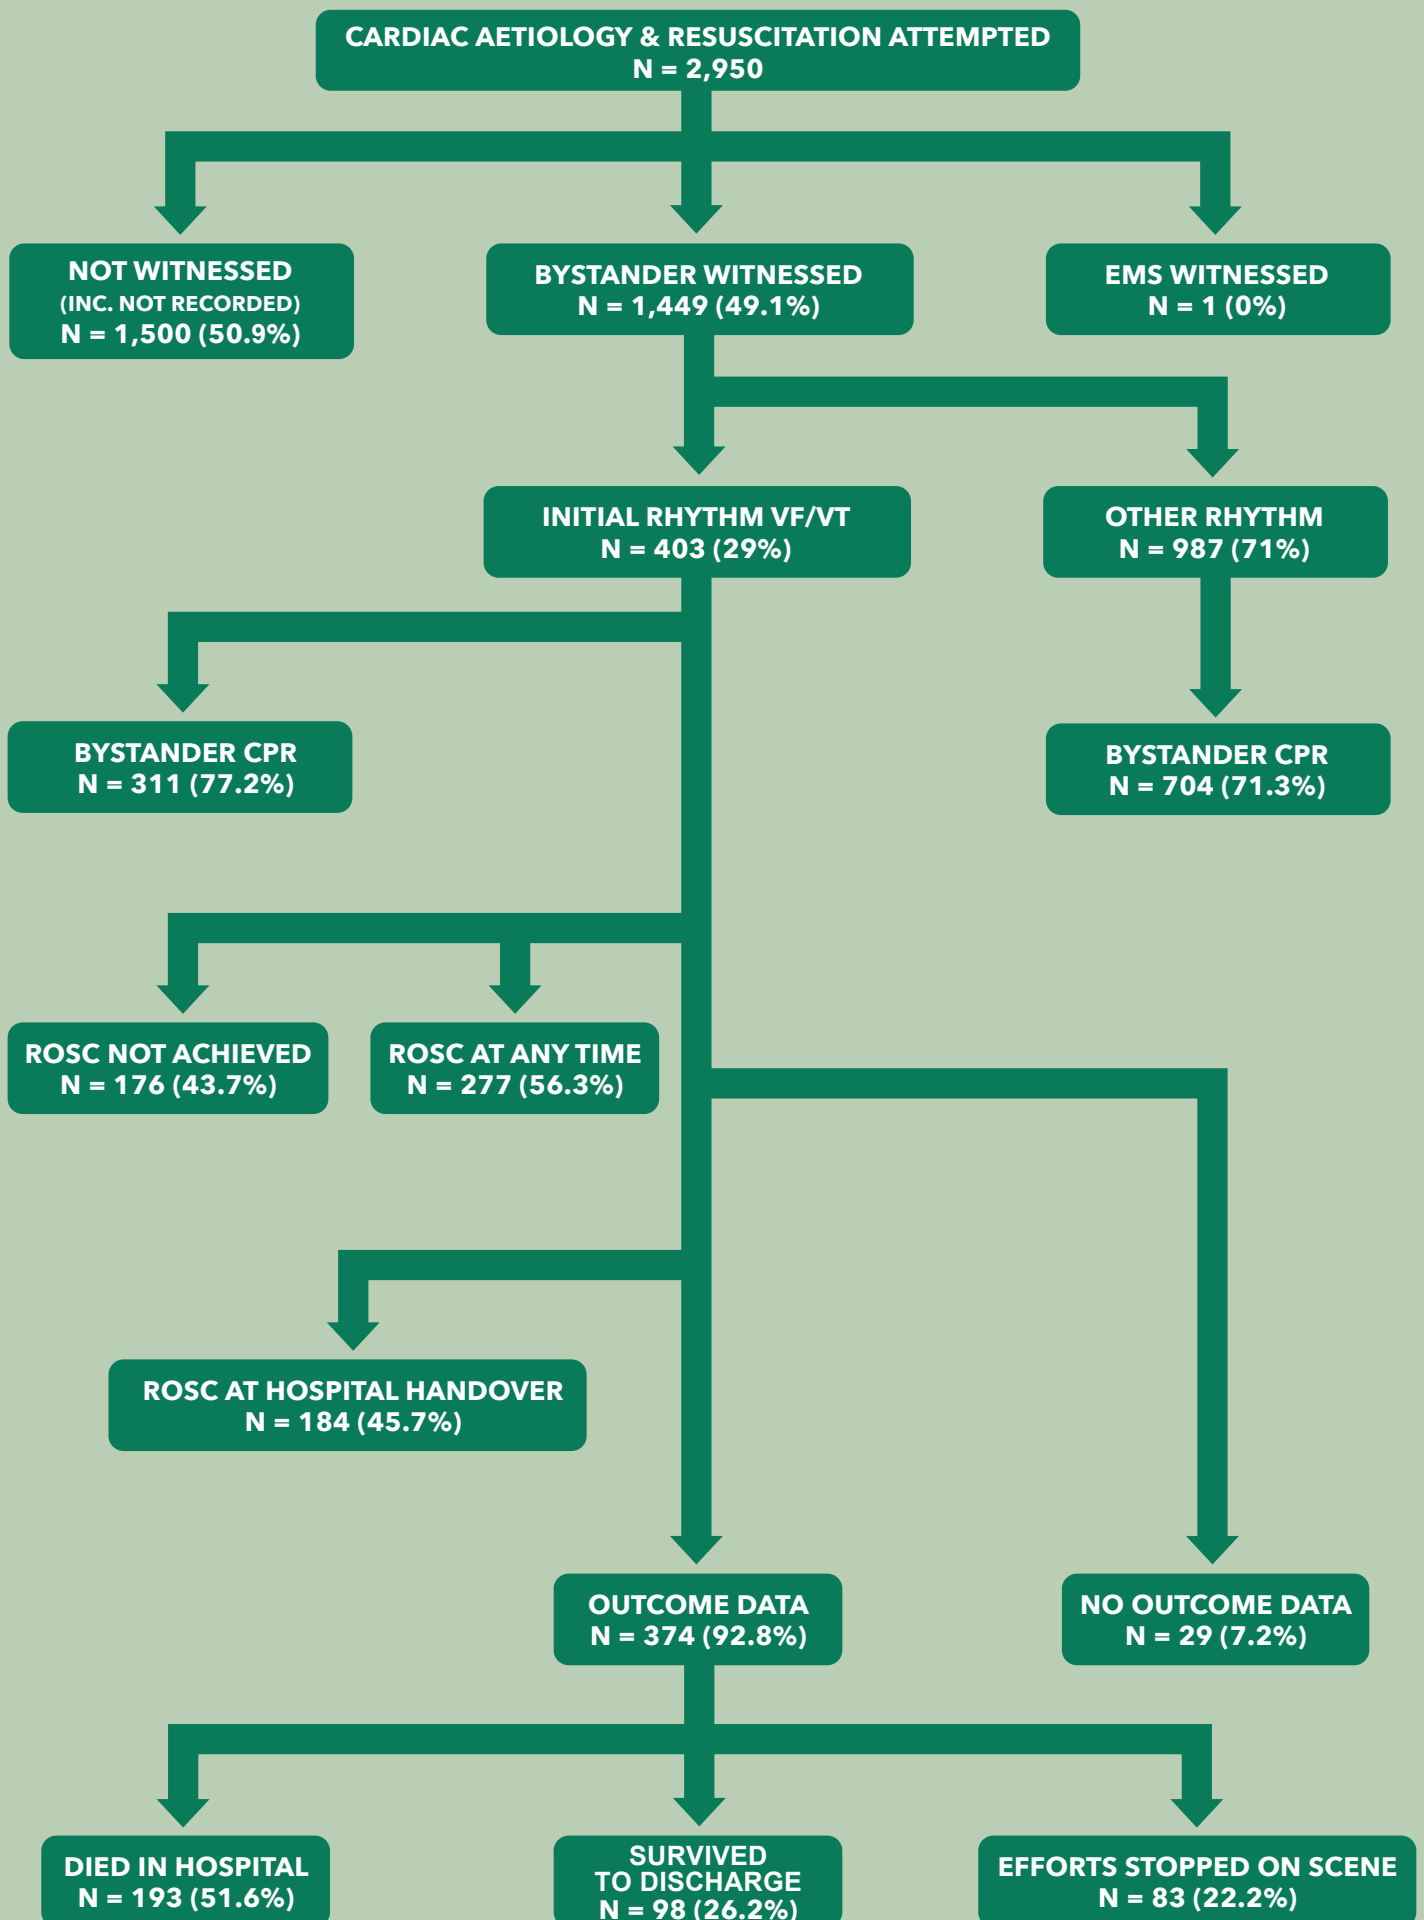 CARDIAC AETIOLOGY & RESUSCITATION ATTEMPTED
N = 2,950
NOT WITNESSED
(INC. NOT RECORDED)
N = 1,500 (50.9%)
BYSTANDER WITNESSED
N = 1,449 (49.1%)
EMS WITNESSED
N = 1 (0%)
INITIAL RHYTHM VF/VT
N = 403 (29%)
OTHER RHYTHM
N = 987 (71%)
BYSTANDER CPR
N = 311 (77.2%)
BYSTANDER CPR
N = 704 (71.3%)
ROSC NOT ACHIEVED
N = 176 (43.7%)
ROSC AT ANY TIME
N = 277 (56.3%)
ROSC AT HOSPITAL HANDOVER
N = 184 (45.7%)
OUTCOME DATA
N = 374 (92.8%)
NO OUTCOME DATA
N = 29 (7.2%)
DIED IN HOSPITAL
N = 193 (51.6%)
SURVIVED
TO DISCHARGE
N = 98 (26.2%)
EFFORTS STOPPED ON SCENE
N = 83 (22.2%)